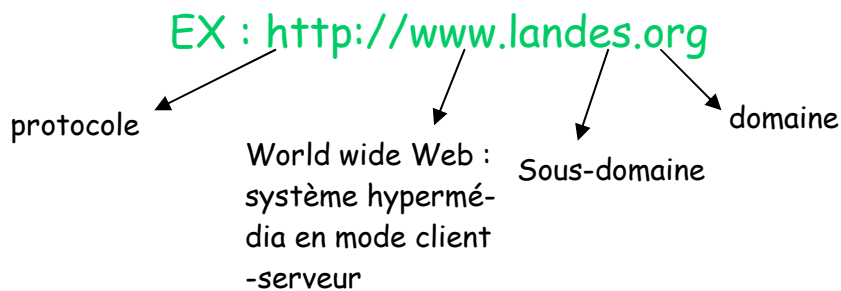 EX : http://www.landes.org
protocole
World wide Web :
système hypermé-
dia en mode client
-serveur
Sous-domaine
domaine